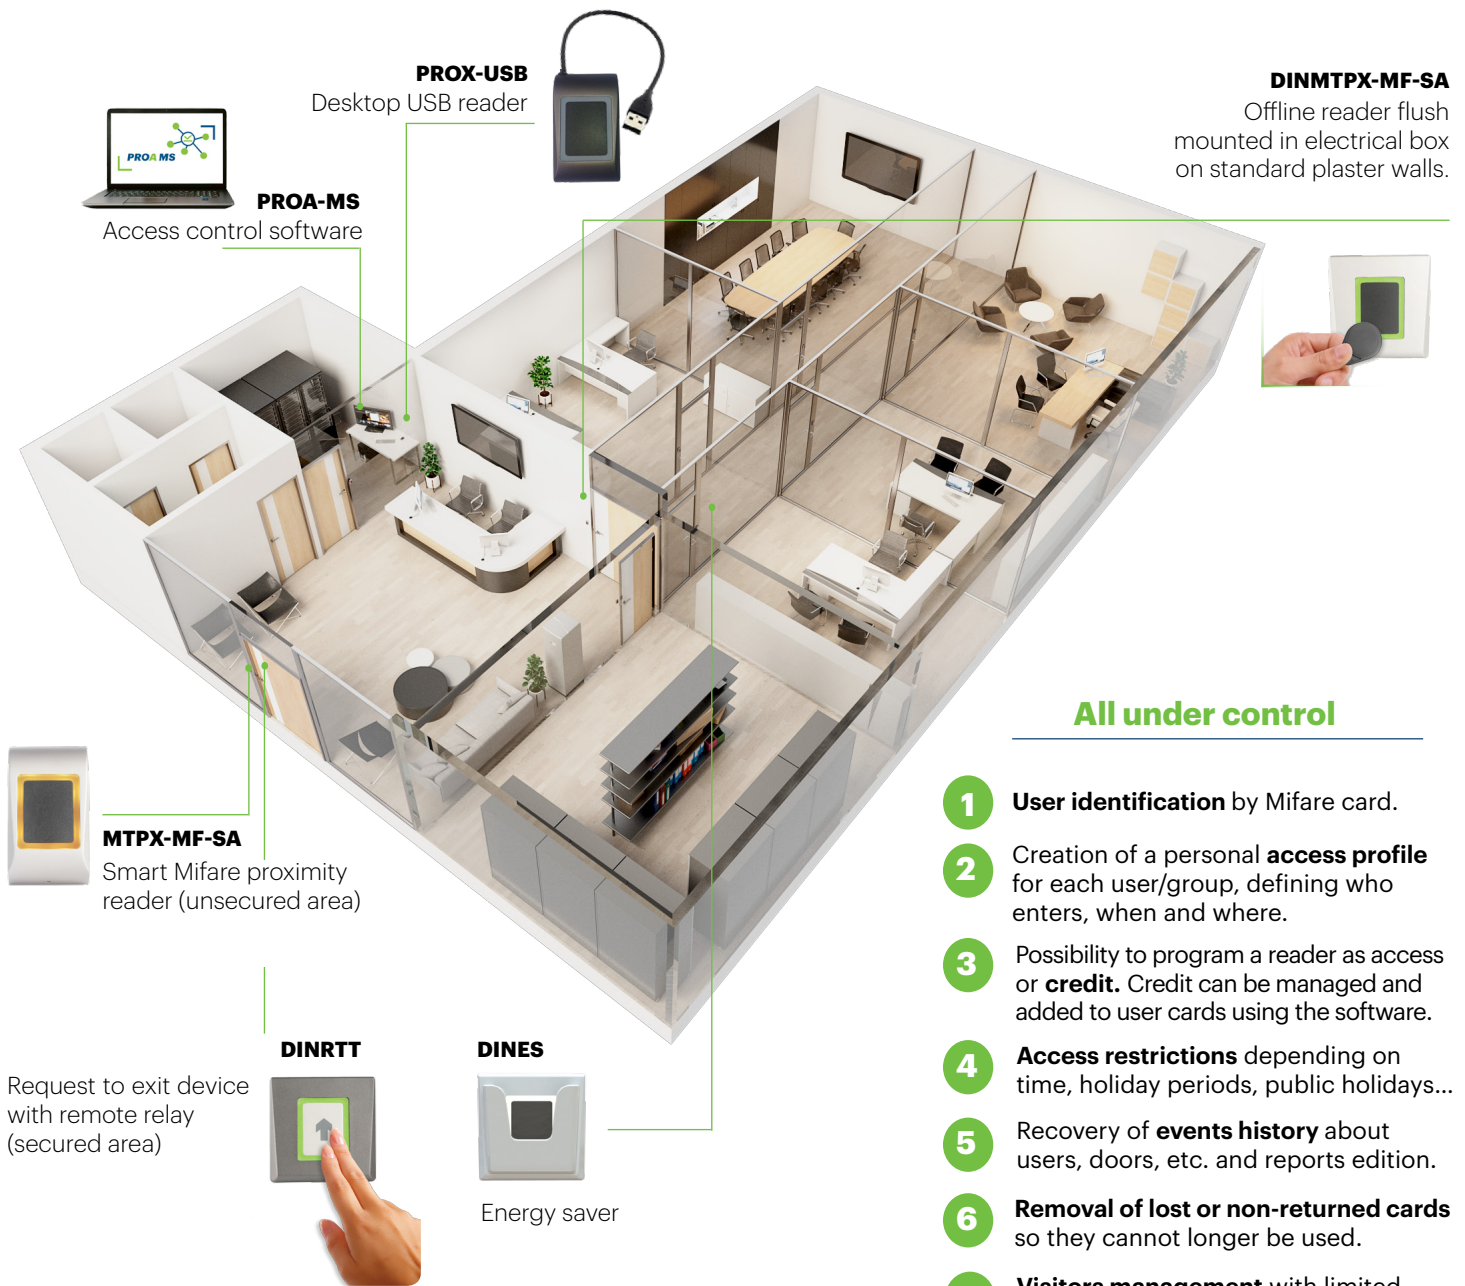 PROX-USB
Desktop USB reader
PROA MS
PROA-MS
Access control software
DINMTPX-MF-SA
Offline reader flush
mounted in electrical box
on standard plaster walls.
MTPX-MF-SA
Smart Mifare proximity
reader (unsecured area)
DINRTT
Request to exit device
with remote relay
(secured area)
DINES
Energy saver
All under control
1 User identification by Mifare card.
2 Creation of a personal access profile
for each user/group, defining who
enters, when and where.
3 Possibility to program a reader as access
or credit. Credit can be managed and
added to user cards using the software.
4 Access restrictions depending on
time, holiday periods, public holidays...
5 Recovery of events history about
users, doors, etc. and reports edition.
6 Removal of lost or non-returned cards
so they cannot longer be used.
Visitors management with limited